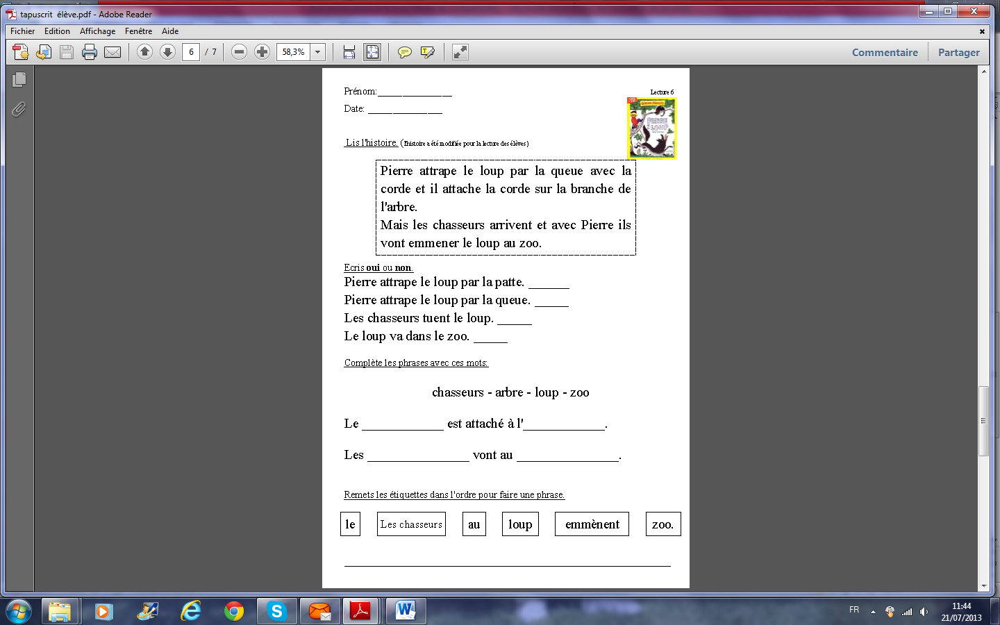 tapuscrit élève.pdf - Adobe Reader
Fichier Edition Affichage Fenêtre Aide
6 / 7 58,3% Commentaire Partager
Prénom:_______________
Lecture 6
Date: _______________
PIERRE
LOUP
Lis l'histoire. (l'histoire a été modifiée pour la lecture des élèves)
Pierre attrape le loup par la queue avec la
corde et il attache la corde sur la branche de
l'arbre.
Mais les chasseurs arrivent et avec Pierre ils
vont emmener le loup au zoo.
Ecris oui ou non.
Pierre attrape le loup par la patte. ______
Pierre attrape le loup par la queue. _____
Les chasseurs tuent le loup. _____
Le loup va dans le zoo. _____
Complète les phrases avec ces mots:
chasseurs - arbre - loup - zoo
Le ____________ est attaché à l'____________.
Les _______________ vont au _______________.
Remets les étiquettes dans l'ordre pour faire une phrase.
le Les chasseurs au loup emmènent zoo.
FR 11:44
21/07/2013